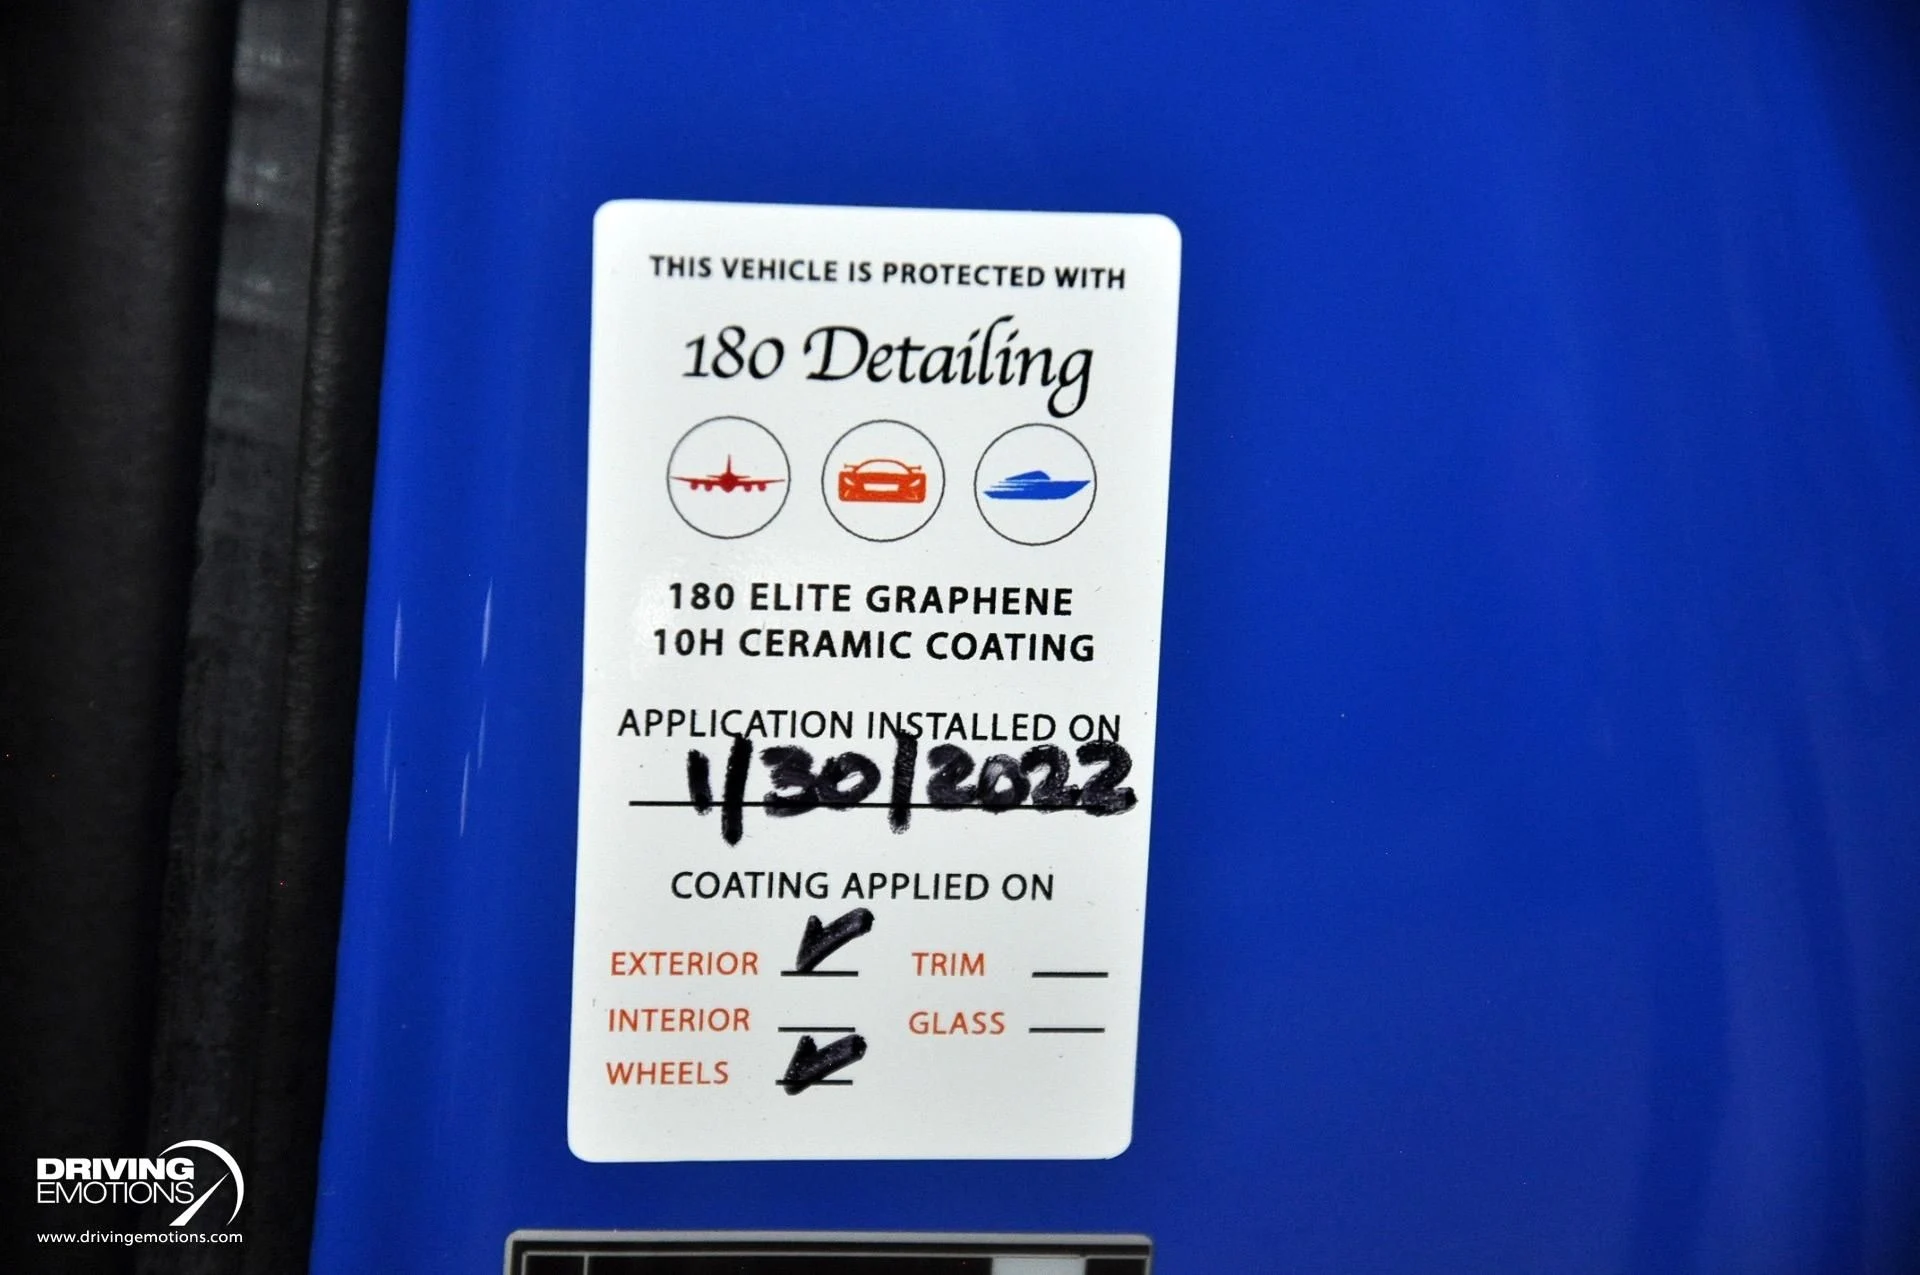 THIS VEHICLE IS PROTECTED WITH
180 Detailing
180 ELITE GRAPHENE
10H CERAMIC COATING
APPLICATION INSTALLED ON
1/30/2022
COATING APPLIED ON
EXTERIOR TRIM
INTERIOR GLASS
WHEELS
DRIVING
EMOTIONS
www.drivingemotions.com